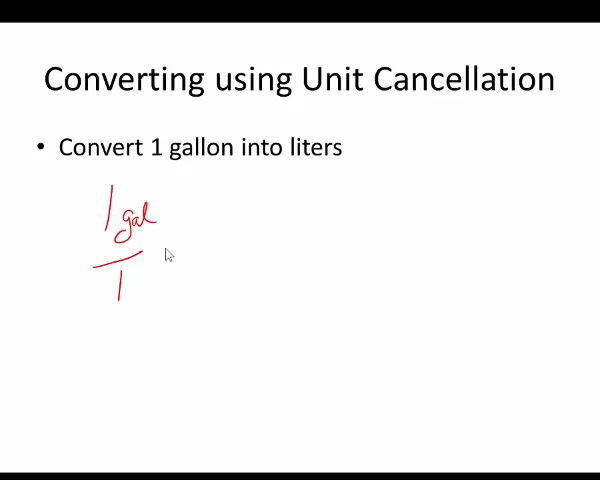 Converting using Unit Cancellation
• Convert 1 gallon into liters
1 gal
1